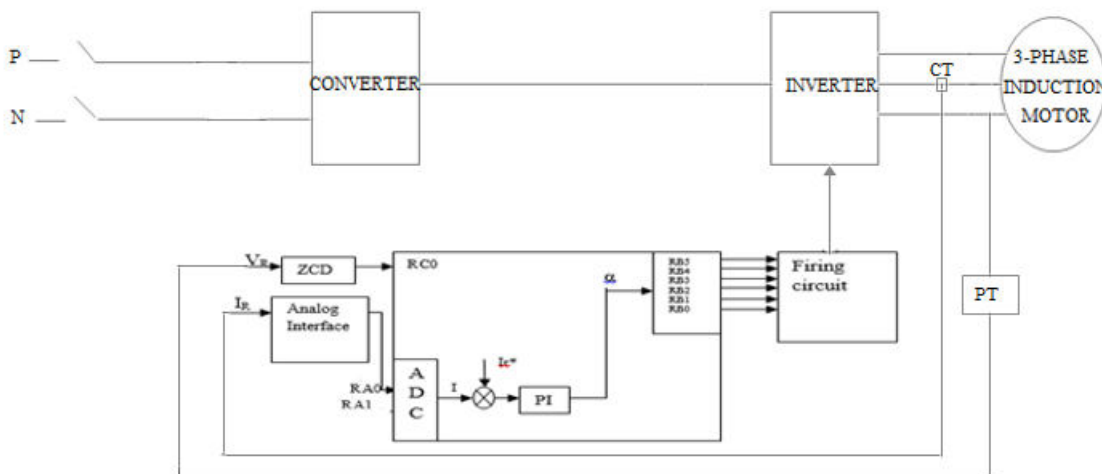 P
N
CONVERTER
INVERTER
CT
3-PHASE
INDUCTION
MOTOR
VR
ZCD
RC0
IR
Analog
Interface
RA0
RA1
A
D
C
I
Ic*
PI
α
RB5
RB4
RB3
RB2
RB1
RB0
Firing
circuit
PT